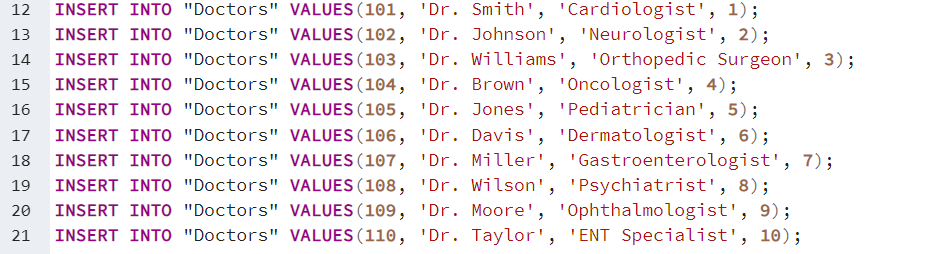 12 INSERT INTO "Doctors" VALUES(101, 'Dr. Smith', 'Cardiologist', 1);
13 INSERT INTO "Doctors" VALUES(102, 'Dr. Johnson', 'Neurologist', 2);
14 INSERT INTO "Doctors" VALUES(103, 'Dr. Williams', 'Orthopedic Surgeon', 3);
15 INSERT INTO "Doctors" VALUES(104, 'Dr. Brown', 'Oncologist', 4);
16 INSERT INTO "Doctors" VALUES(105, 'Dr. Jones', 'Pediatrician', 5);
17 INSERT INTO "Doctors" VALUES(106, 'Dr. Davis', 'Dermatologist', 6);
18 INSERT INTO "Doctors" VALUES(107, 'Dr. Miller', 'Gastroenterologist', 7);
19 INSERT INTO "Doctors" VALUES(108, 'Dr. Wilson', 'Psychiatrist', 8);
20 INSERT INTO "Doctors" VALUES(109, 'Dr. Moore', 'Ophthalmologist', 9);
21 INSERT INTO "Doctors" VALUES(110, 'Dr. Taylor', 'ENT Specialist', 10);